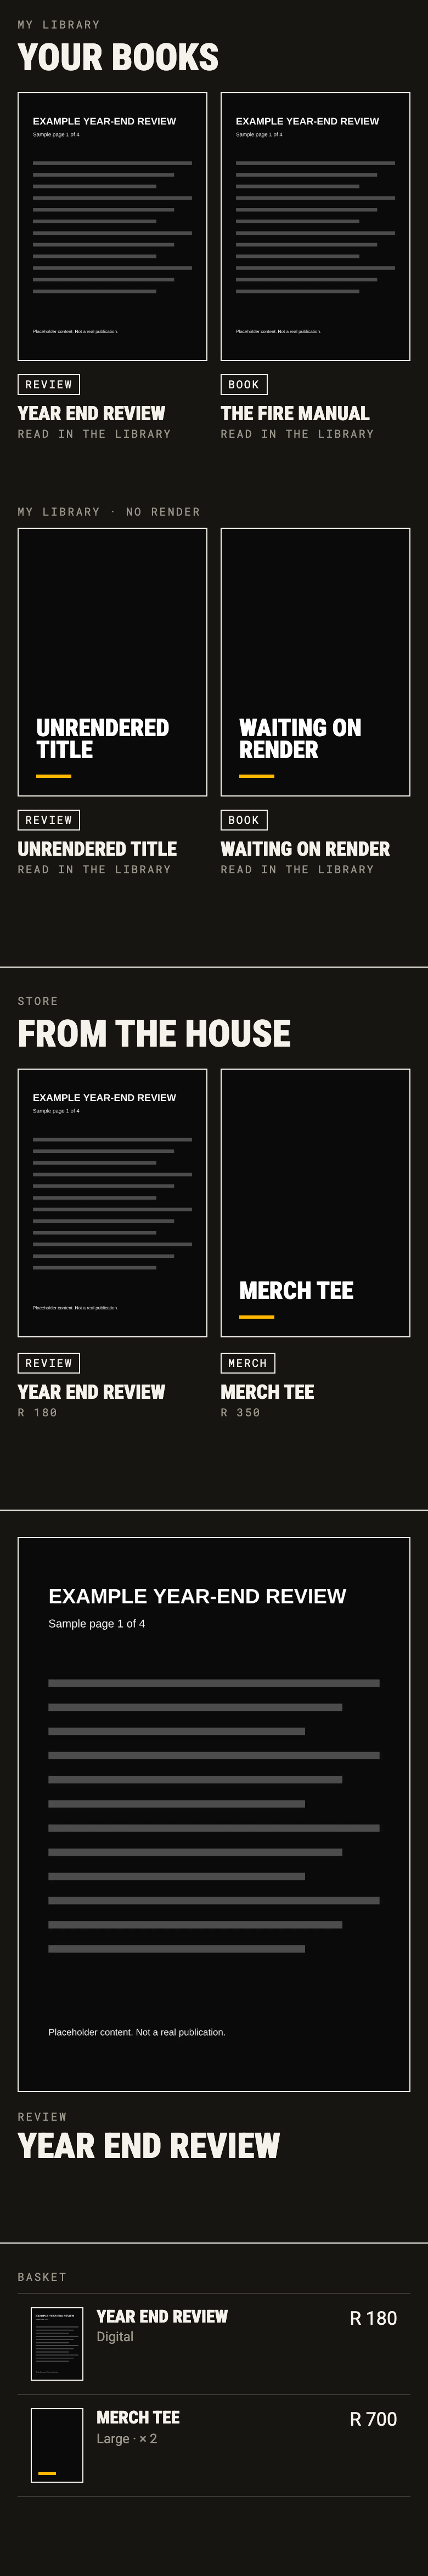 MY LIBRARY
YOUR BOOKS
EXAMPLE YEAR-END REVIEW
Sample page 1 of 4
Placeholder content. Not a real publication.
REVIEW
YEAR END REVIEW
READ IN THE LIBRARY
EXAMPLE YEAR-END REVIEW
Sample page 1 of 4
Placeholder content. Not a real publication.
BOOK
THE FIRE MANUAL
READ IN THE LIBRARY
MY LIBRARY · NO RENDER
UNRENDERED
TITLE
REVIEW
UNRENDERED TITLE
READ IN THE LIBRARY
WAITING ON
RENDER
BOOK
WAITING ON RENDER
READ IN THE LIBRARY
STORE
FROM THE HOUSE
EXAMPLE YEAR-END REVIEW
Sample page 1 of 4
Placeholder content. Not a real publication.
REVIEW
YEAR END REVIEW
R 180
MERCH TEE
MERCH
MERCH TEE
R 350
EXAMPLE YEAR-END REVIEW
Sample page 1 of 4
Placeholder content. Not a real publication.
REVIEW
YEAR END REVIEW
BASKET
EXAMPLE YEAR-END REVIEW
YEAR END REVIEW
Digital
R 180
MERCH TEE
Large · × 2
R 700